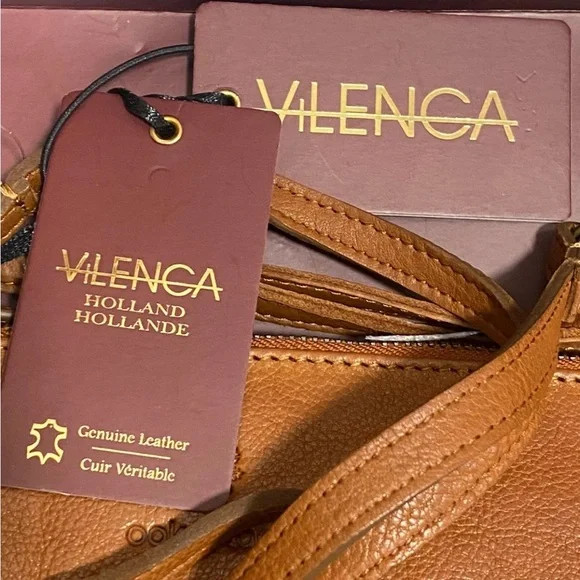 ViLENCA
ViLENCA
HOLLAND
HOLLANDE
Genuine Leather
Cuir Véritable